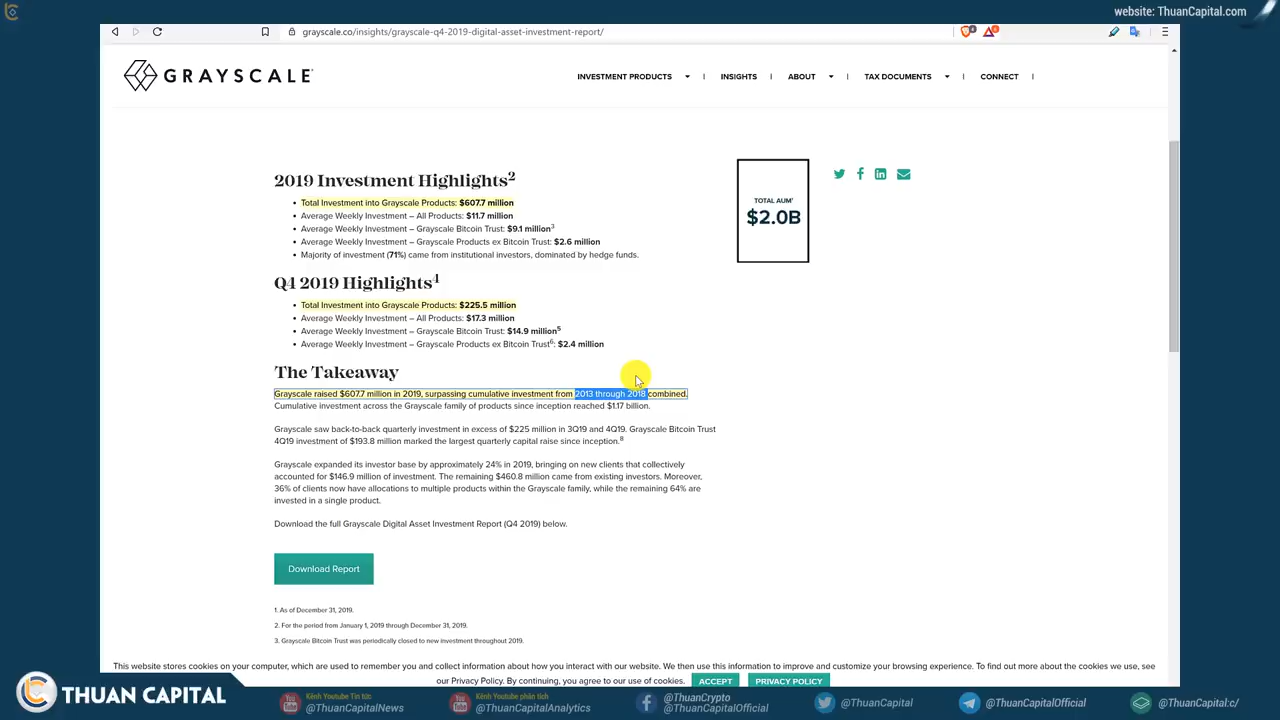 website: ThuanCapital.com
grayscale.co/insights/grayscale-q4-2019-digital-asset-investment-report/
GRAYSCALE
INVESTMENT PRODUCTS | INSIGHTS | ABOUT | TAX DOCUMENTS | CONNECT |
2019 Investment Highlights2
• Total Investment into Grayscale Products: $607.7 million
• Average Weekly Investment – All Products: $11.7 million
• Average Weekly Investment – Grayscale Bitcoin Trust: $9.1 million3
• Average Weekly Investment – Grayscale Products ex Bitcoin Trust: $2.6 million
• Majority of investment (71%) came from institutional investors, dominated by hedge funds.
TOTAL AUM1
$2.0B
Q4 2019 Highlights4
• Total Investment into Grayscale Products: $225.5 million
• Average Weekly Investment – All Products: $17.3 million
• Average Weekly Investment – Grayscale Bitcoin Trust: $14.9 million5
• Average Weekly Investment – Grayscale Products ex Bitcoin Trust6: $2.4 million
The Takeaway
Grayscale raised $607.7 million in 2019, surpassing cumulative investment from 2013 through 2018 combined.
Cumulative investment across the Grayscale family of products since inception reached $1.17 billion.
Grayscale saw back-to-back quarterly investment in excess of $225 million in 3Q19 and 4Q19. Grayscale Bitcoin Trust
4Q19 investment of $193.8 million marked the largest quarterly capital raise since inception.8
Grayscale expanded its investor base by approximately 24% in 2019, bringing on new clients that collectively
accounted for $146.9 million of investment. The remaining $460.8 million came from existing investors. Moreover,
36% of clients now have allocations to multiple products within the Grayscale family, while the remaining 64% are
invested in a single product.
Download the full Grayscale Digital Asset Investment Report (Q4 2019) below.
Download Report
1. As of December 31, 2019.
2. For the period from January 1, 2019 through December 31, 2019.
3. Grayscale Bitcoin Trust was periodically closed to new investment throughout 2019.
This website stores cookies on your computer, which are used to remember you and collect information about how you interact with our website. We then use this information to improve and customize your browsing experience. To find out more about the cookies we use, see
our Privacy Policy. By continuing, you agree to our use of cookies. ACCEPT PRIVACY POLICY
THUAN CAPITAL
Kênh Youtube Tin tức
@ThuanCapitalNews
Kênh Youtube phân tích
@ThuanCapitalAnalytics
@ThuanCrypto
@ThuanCapitalOfficial
@ThuanCapital
@ThuanCapitalOfficial
@ThuanCapital:c/